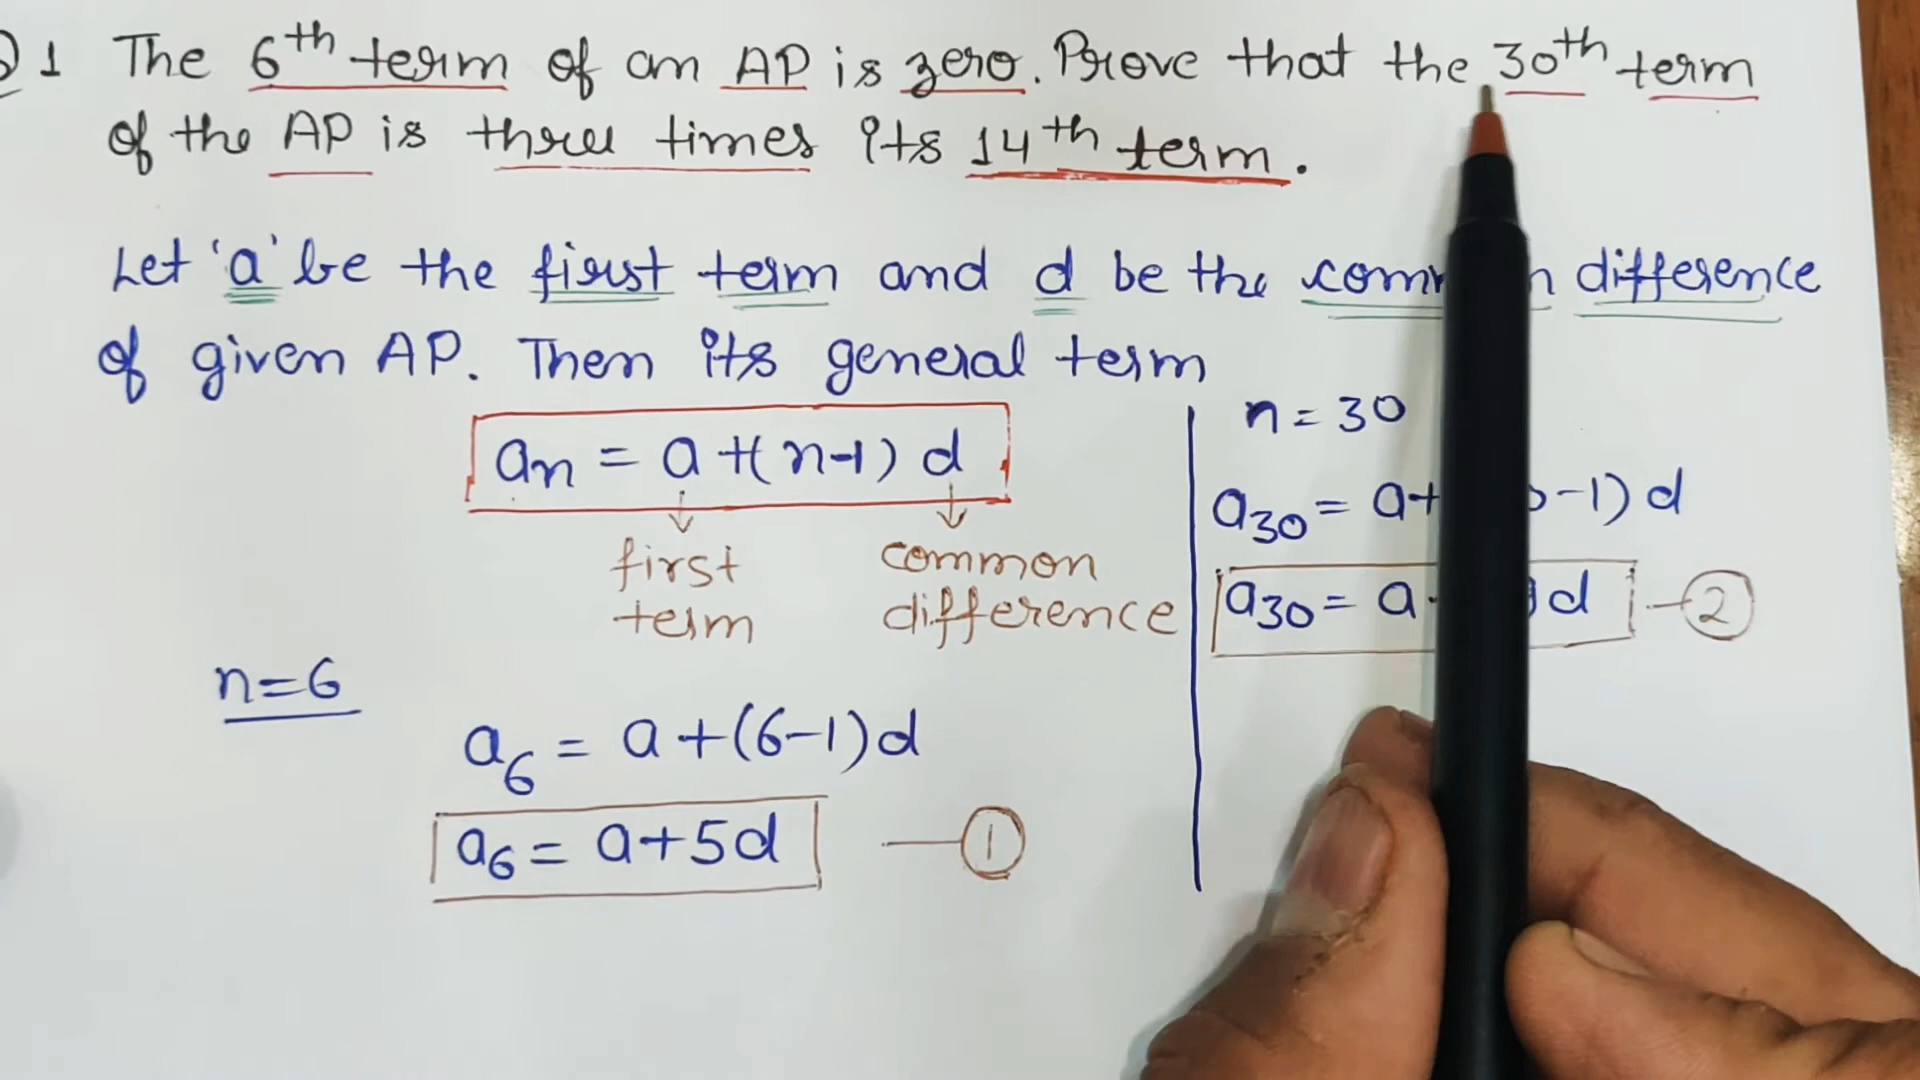 1 The 6th term of an AP is zero. Prove that the 30th term
of the AP is three times its 14th term.
Let 'a' be the first term and d be the difference
of given AP. Then its general term
an = a+(n-1) d
first term
common difference
n=6
a6 = a+(6-1)d
a6 = a+5d — 1
n = 30
a30 = a+ -1) d
a30 = a d — 2